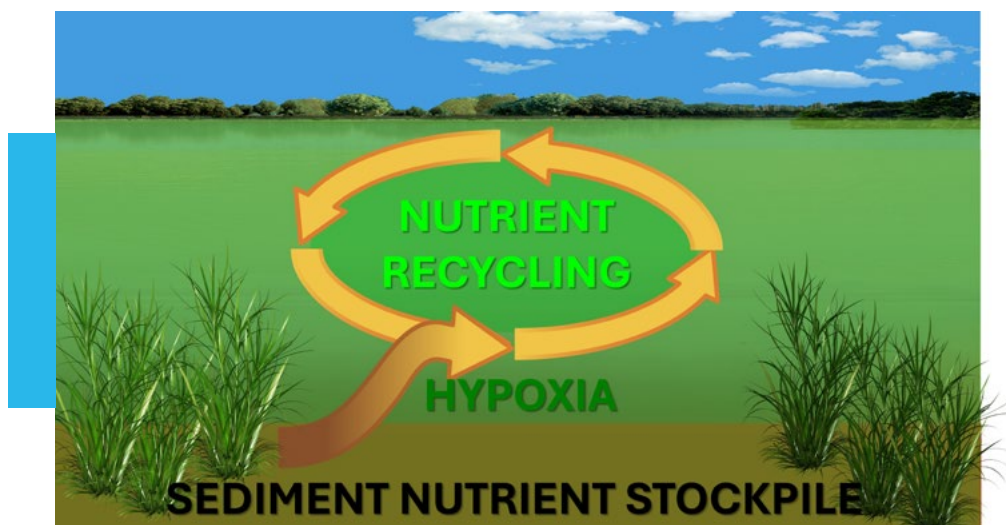 NUTRIENT
RECYCLING
HYPOXIA
SEDIMENT NUTRIENT STOCKPILE